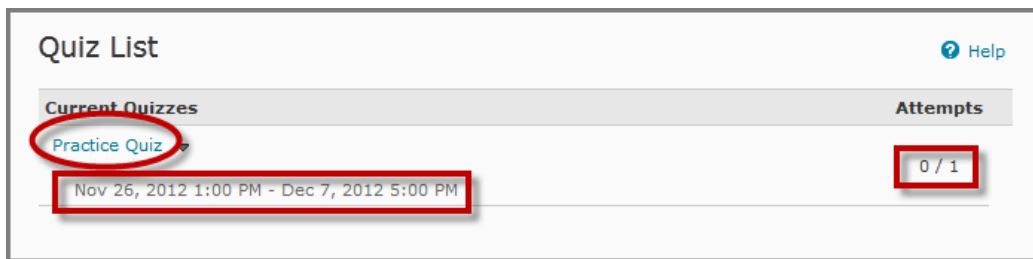 Quiz List
Help
Current Quizzes Attempts
Practice Quiz
0 / 1
Nov 26, 2012 1:00 PM - Dec 7, 2012 5:00 PM